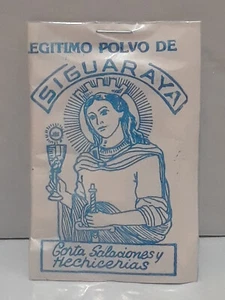 LEGITIMO POLVO DE
SIGUARAYA
Corta Salaciones y
Hechicerias